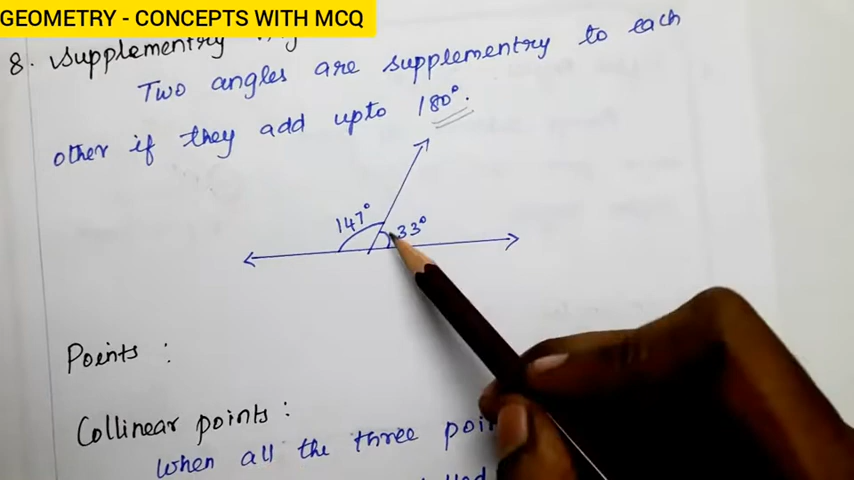 GEOMETRY - CONCEPTS WITH MCQ
8. Supplementry
Two angles are supplementry to each
other if they add upto 180°.
147° 33°
Points :
Collinear points :
When all the three